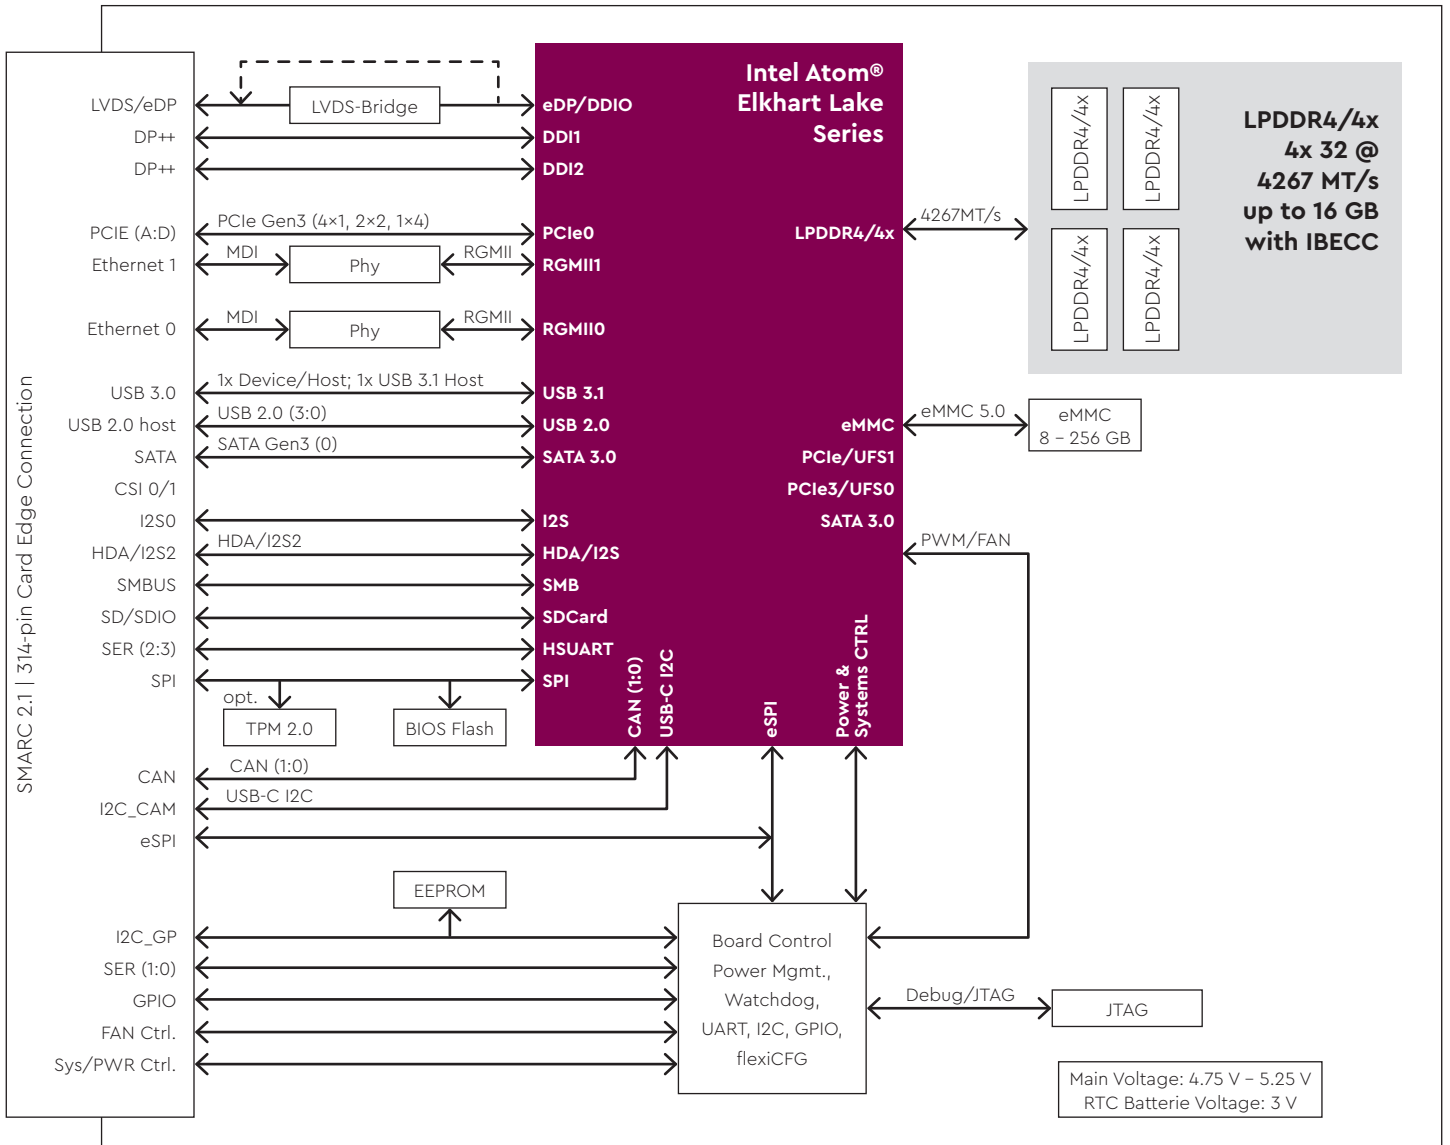 SMARC 2.1 | 314-pin Card Edge Connection
LVDS/eDP
DP++
DP++
PCIE (A:D)
Ethernet 1
Ethernet 0
USB 3.0
USB 2.0 host
SATA
CSI 0/1
I2S0
HDA/I2S2
SMBUS
SD/SDIO
SER (2:3)
SPI
CAN
I2C_CAM
eSPI
I2C_GP
SER (1:0)
GPIO
FAN Ctrl.
Sys/PWR Ctrl.
LVDS-Bridge
PCIe Gen3 (4×1, 2×2, 1×4)
MDI
Phy
RGMII
MDI
Phy
RGMII
1x Device/Host; 1x USB 3.1 Host
USB 2.0 (3:0)
SATA Gen3 (0)
HDA/I2S2
opt.
TPM 2.0
BIOS Flash
CAN (1:0)
USB-C I2C
EEPROM
Intel Atom®
Elkhart Lake
Series
eDP/DDIO
DDI1
DDI2
PCIe0
RGMII1
RGMII0
USB 3.1
USB 2.0
SATA 3.0
I2S
HDA/I2S
SMB
SDCard
HSUART
SPI
CAN (1:0)
USB-C I2C
eSPI
Power &
Systems CTRL
LPDDR4/4x
eMMC
PCIe/UFS1
PCIe3/UFS0
SATA 3.0
4267MT/s
eMMC 5.0
PWM/FAN
LPDDR4/4x
LPDDR4/4x
LPDDR4/4x
LPDDR4/4x
LPDDR4/4x
4x 32 @
4267 MT/s
up to 16 GB
with IBECC
eMMC
8 – 256 GB
Board Control
Power Mgmt.,
Watchdog,
UART, I2C, GPIO,
flexiCFG
Debug/JTAG
JTAG
Main Voltage: 4.75 V – 5.25 V
RTC Batterie Voltage: 3 V